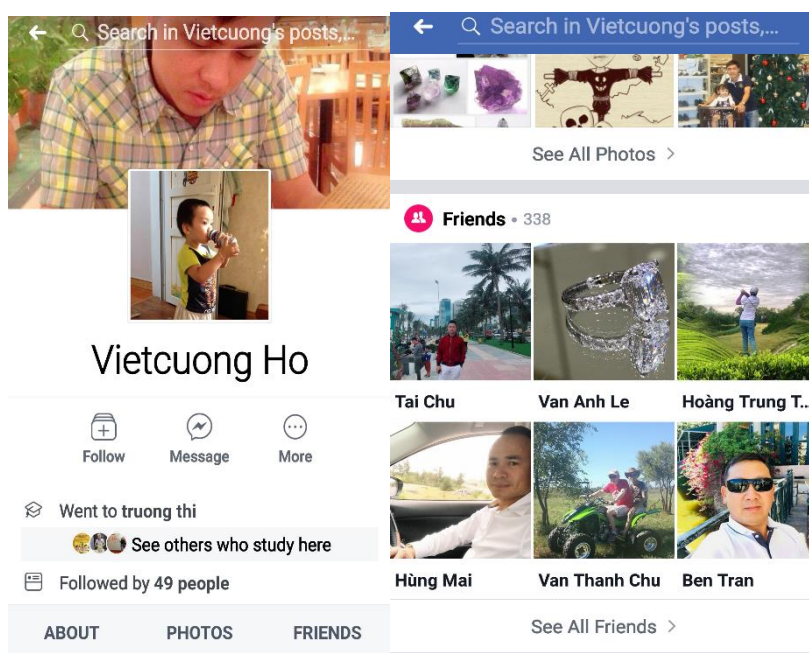 Search in Vietcuong's posts,...
Vietcuong Ho
Follow
Message
More
Went to truong thi
See others who study here
Followed by 49 people
ABOUT
PHOTOS
FRIENDS
Search in Vietcuong's posts,...
See All Photos >
Friends • 338
Tai Chu
Van Anh Le
Hoàng Trung T...
Hùng Mai
Van Thanh Chu
Ben Tran
See All Friends >